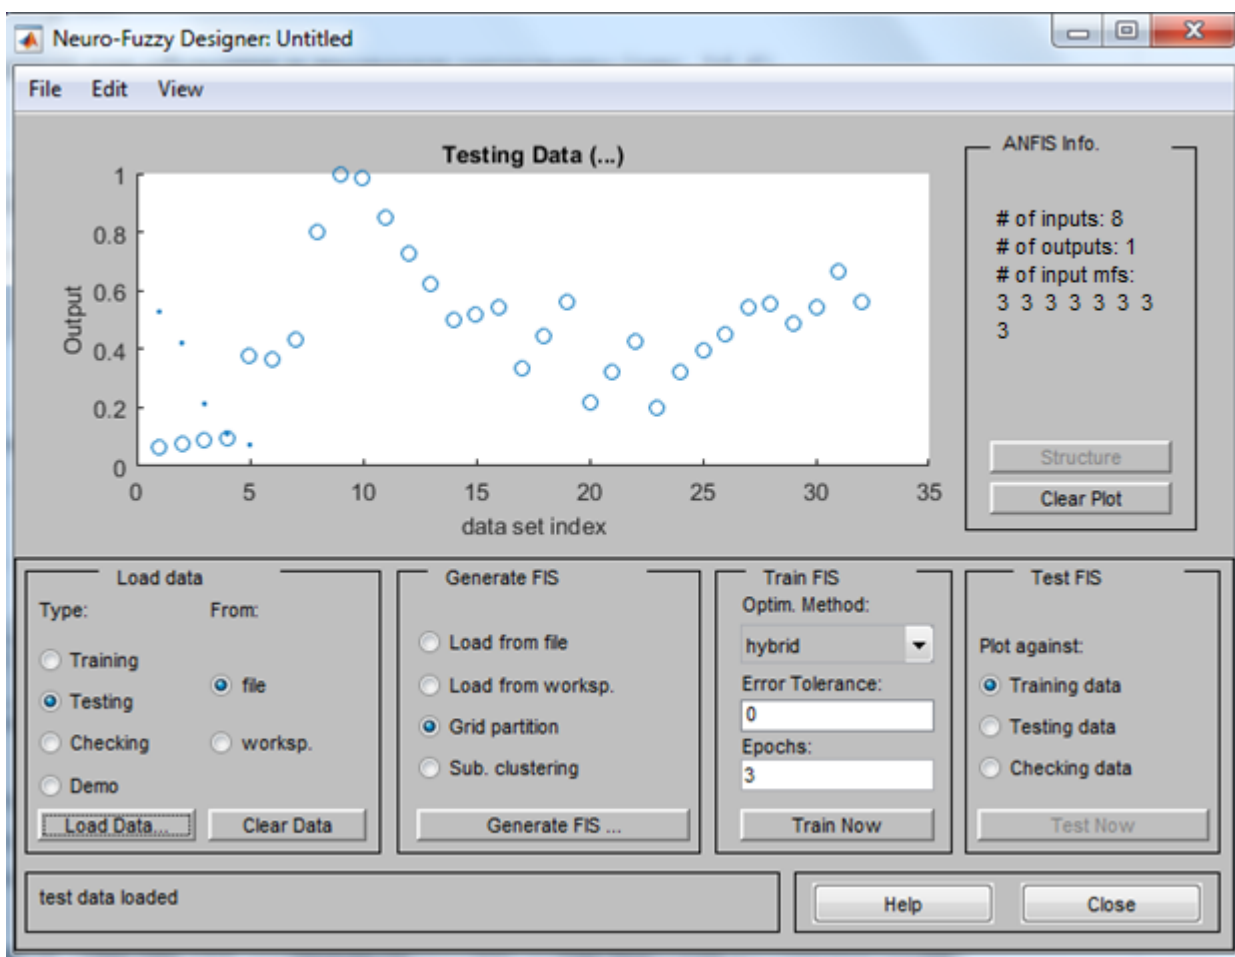 Neuro-Fuzzy Designer: Untitled
File Edit View
Testing Data (...)
1
0.8
0.6
0.4
0.2
0
Output
0 5 10 15 20 25 30 35
data set index
ANFIS Info.
# of inputs: 8
# of outputs: 1
# of input mfs:
3 3 3 3 3 3 3
3
Structure
Clear Plot
Load data
Type: From:
Training
Testing
Checking
Demo
file
worksp.
Load Data... Clear Data
Generate FIS
Load from file
Load from worksp.
Grid partition
Sub. clustering
Generate FIS ...
Train FIS
Optim. Method:
hybrid
Error Tolerance:
0
Epochs:
3
Train Now
Test FIS
Plot against:
Training data
Testing data
Checking data
Test Now
test data loaded
Help Close